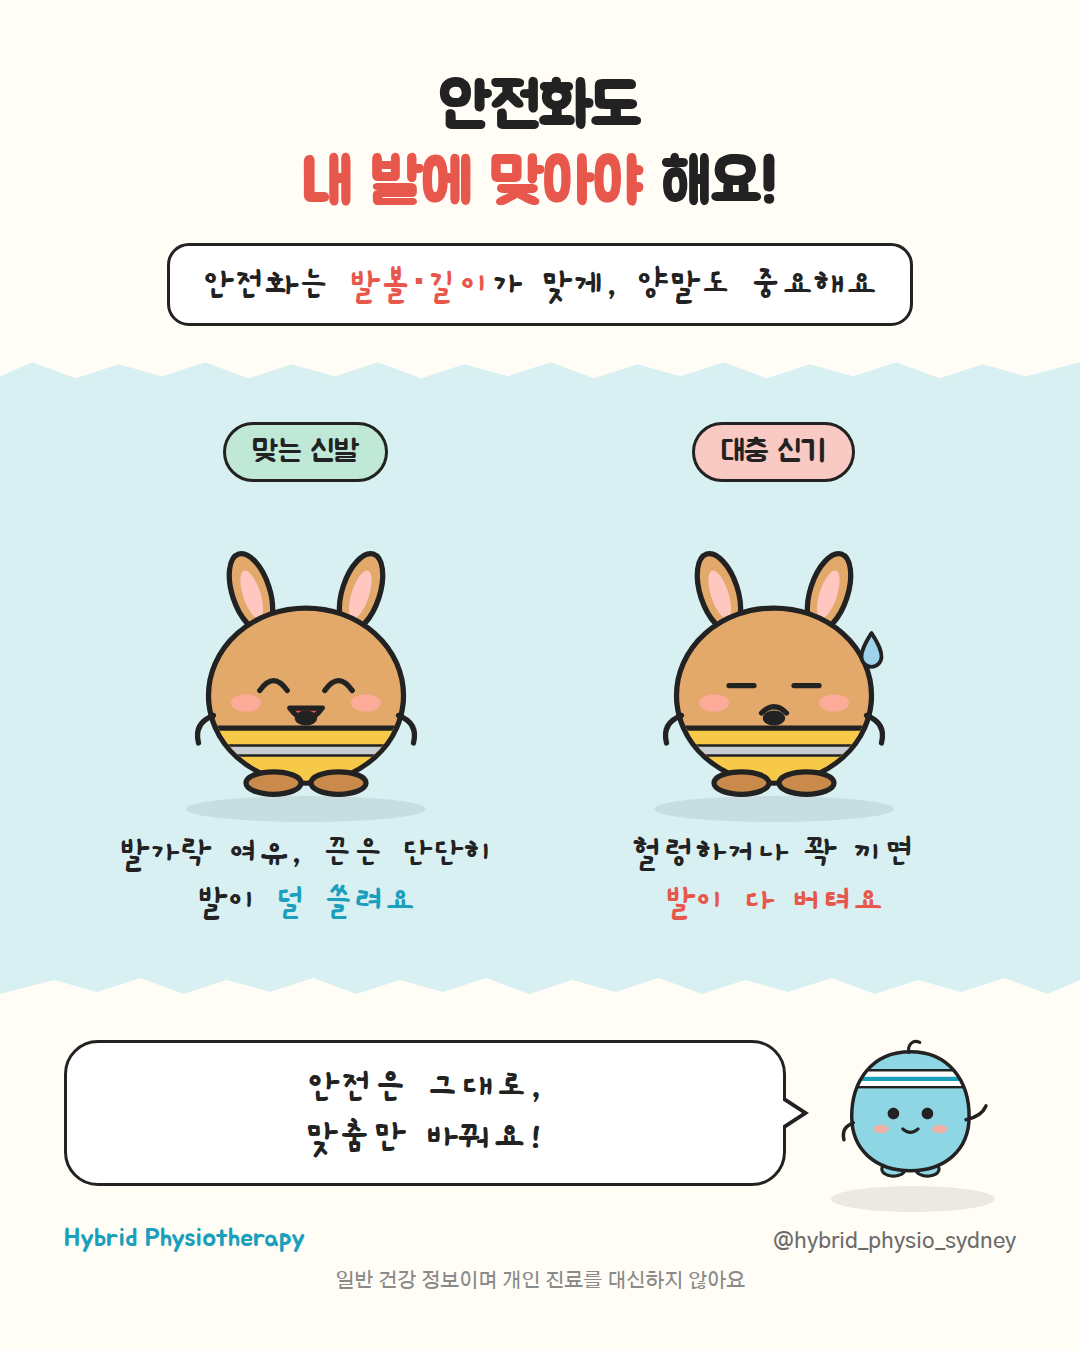 안전화도
내 발에 맞아야 해요!
안전화는 발볼·길이가 맞게, 양말도 중요해요
맞는 신발
대충 신기
발가락 여유, 끈은 단단히
발이 덜 쓸려요
헐렁하거나 꽉 끼면
발이 다 버텨요
안전은 그대로,
맞춤만 바꿔요!
Hybrid Physiotherapy
@hybrid_physio_sydney
일반 건강 정보이며 개인 진료를 대신하지 않아요